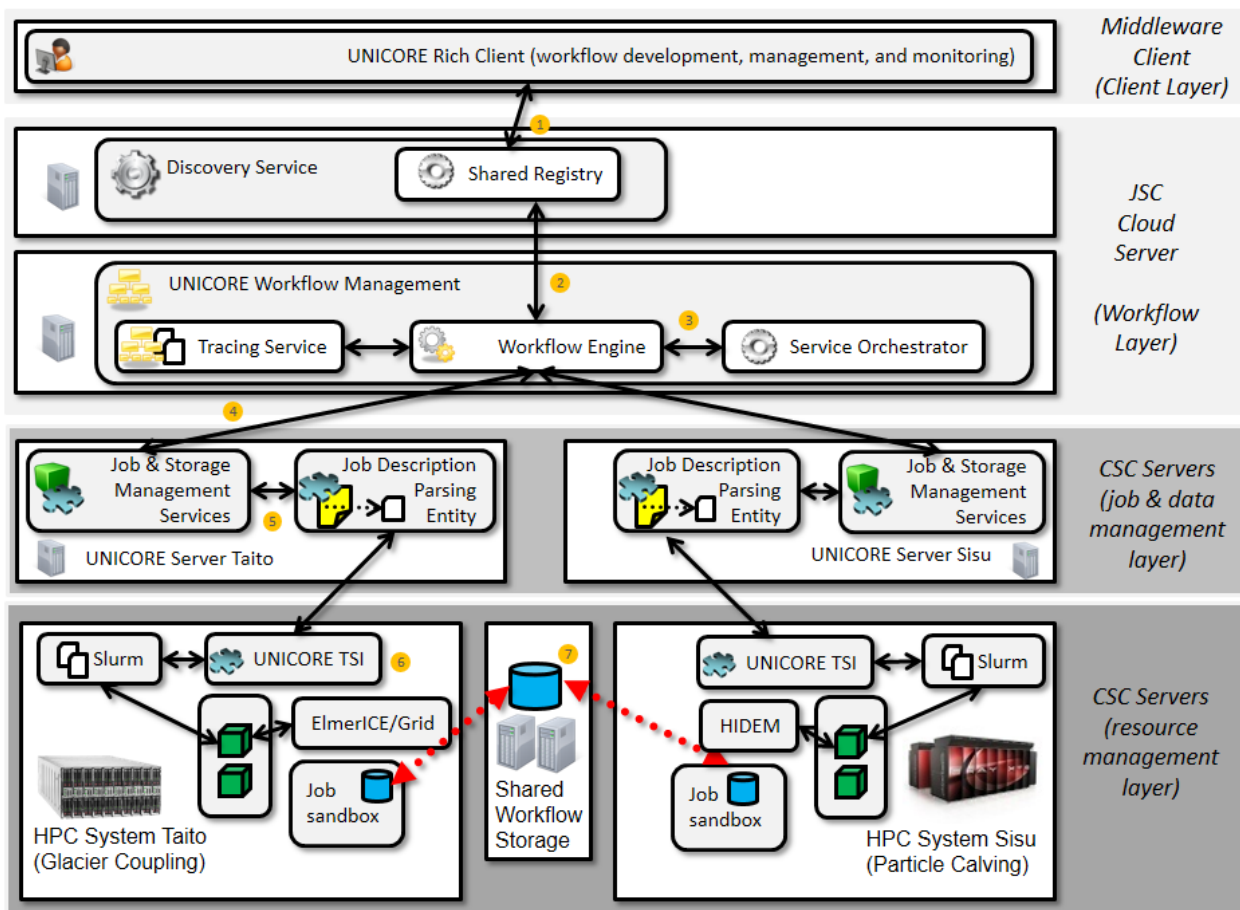 UNICORE Rich Client (workflow development, management, and monitoring)
Middleware
Client
(Client Layer)
1
Discovery Service
Shared Registry
JSC
Cloud
Server
(Workflow
Layer)
UNICORE Workflow Management
2
Tracing Service
Workflow Engine
3
Service Orchestrator
4
Job & Storage
Management
Services
5
Job Description
Parsing
Entity
UNICORE Server Taito
Job Description
Parsing
Entity
Job & Storage
Management
Services
UNICORE Server Sisu
CSC Servers
(job & data
management
layer)
Slurm
UNICORE TSI
6
ElmerICE/Grid
Job
sandbox
HPC System Taito
(Glacier Coupling)
7
Shared
Workflow
Storage
UNICORE TSI
Slurm
HIDEM
Job
sandbox
HPC System Sisu
(Particle Calving)
CSC Servers
(resource
management
layer)